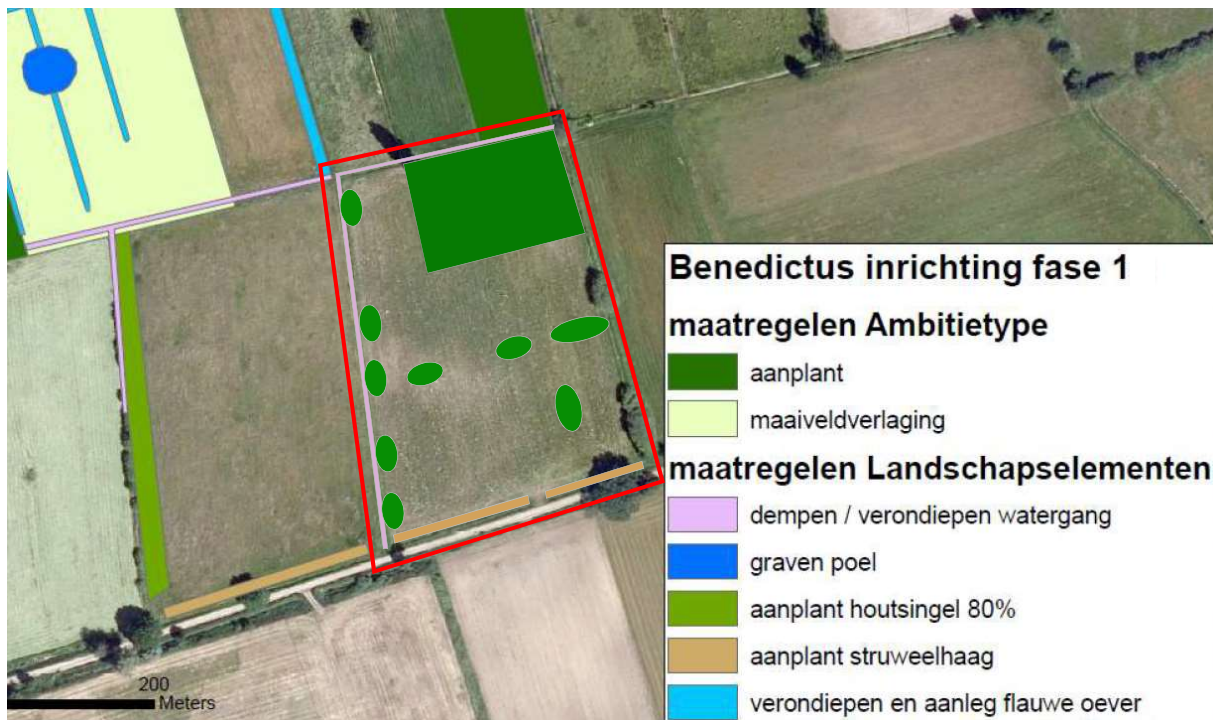 Benedictus inrichting fase 1
maatregelen Ambitietype
aanplant
maaiveldverlaging
maatregelen Landschapselementen
dempen / verondiepen watergang
graven poel
aanplant houtsingel 80%
aanplant struweelhaag
verondiepen en aanleg flauwe oever
200
Meters